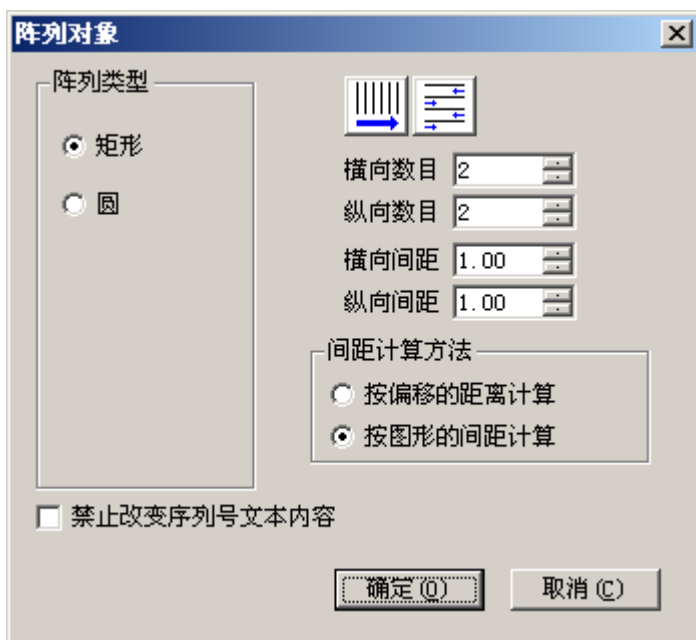 阵列对象
阵列类型
矩形
圆
横向数目 2
纵向数目 2
横向间距 1.00
纵向间距 1.00
间距计算方法
按偏移的距离计算
按图形的间距计算
禁止改变序列号文本内容
确定(O) 取消(C)